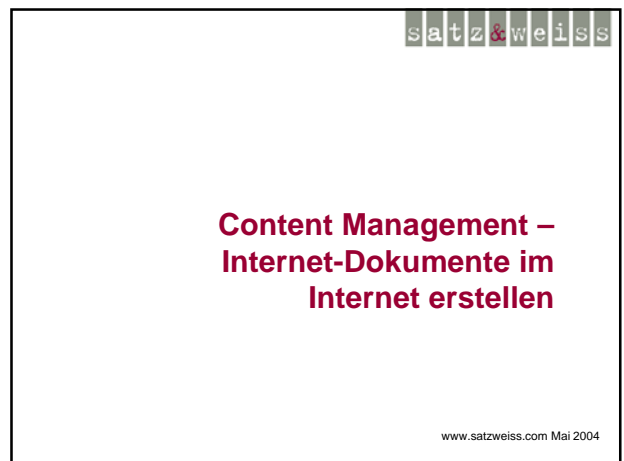 satz&weiss
Content Management –
Internet-Dokumente im
Internet erstellen
www.satzweiss.com Mai 2004